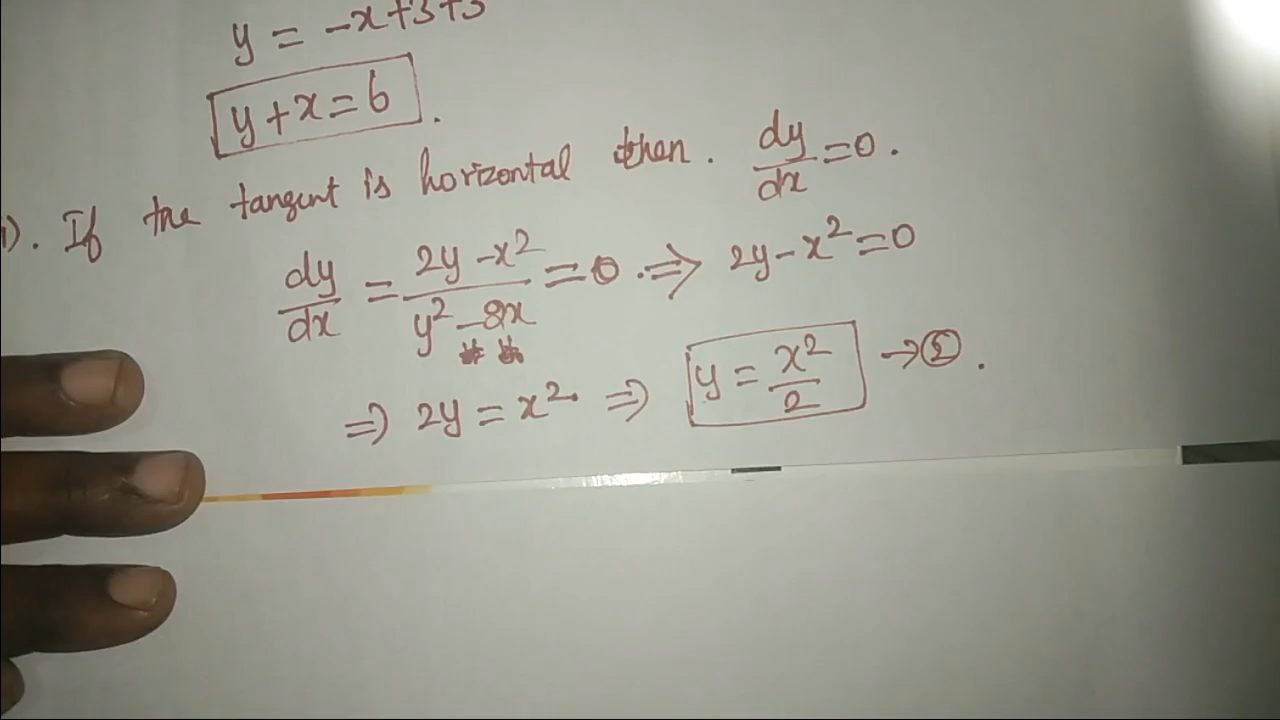 y = -x+3+3
y+x=6.
). If the tangent is horizontal then. dy/dx=0.
dy/dx = 2y-x²/y²-2x =0. ⇒ 2y-x²=0
⇒ 2y = x². ⇒ y = x²/2 →②.